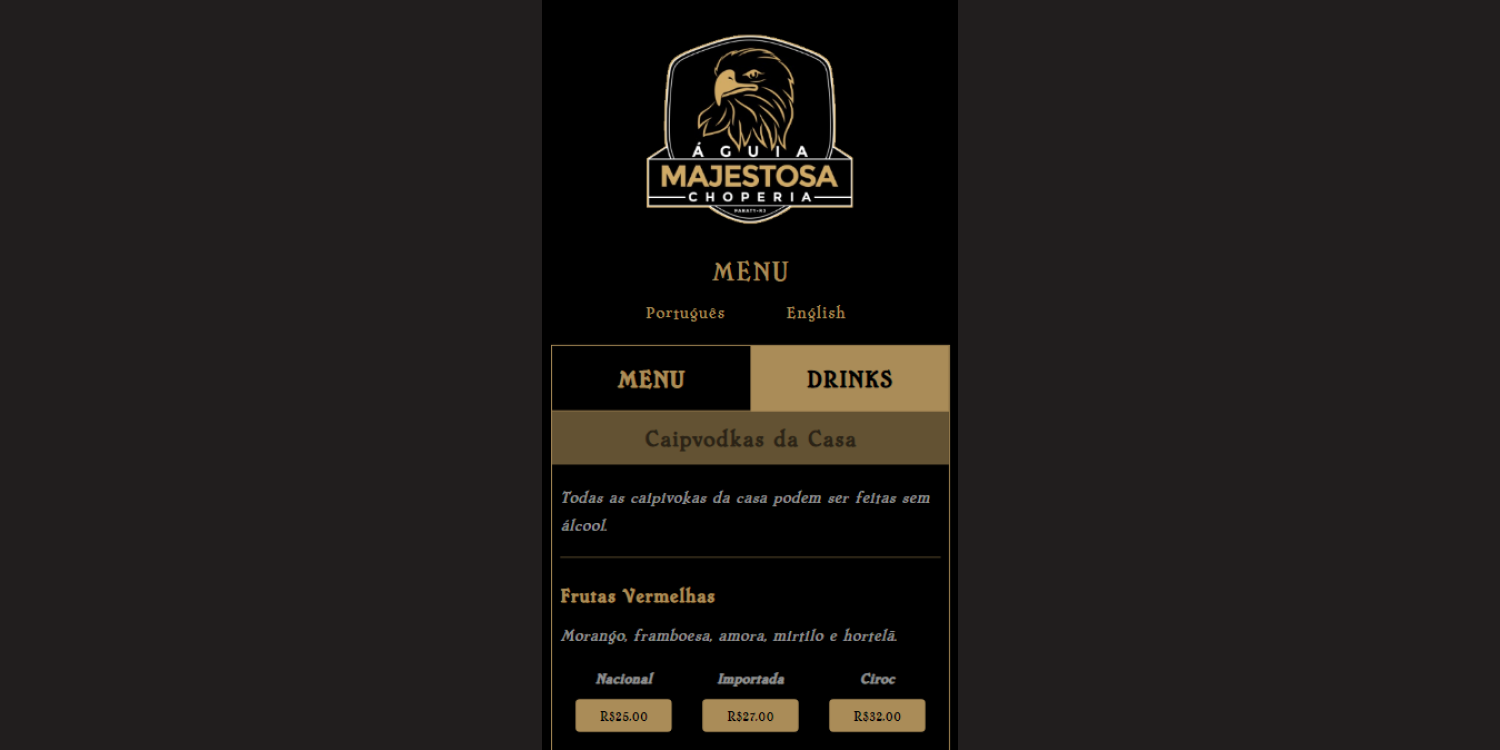 ÁGUIA
MAJESTOSA
CHOPERIA
PARATY-RJ
MENU
Português English
MENU DRINKS
Caipvodkas da Casa
Todas as caipivokas da casa podem ser feitas sem
álcool.
Frutas Vermelhas
Morango, framboesa, amora, mirtilo e hortelã.
Nacional Importada Ciroc
R$25.00 R$27.00 R$32.00